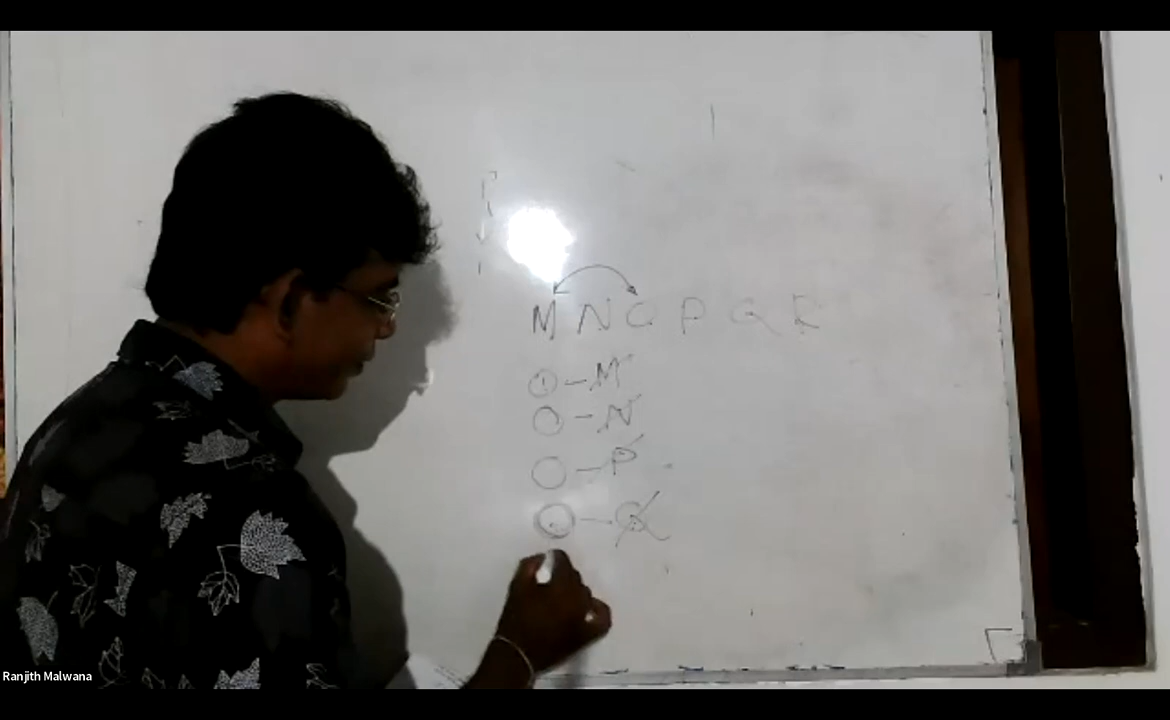 M N O P Q R
① - M
○ - N
○ - P
○ - Q
Ranjith Malwana